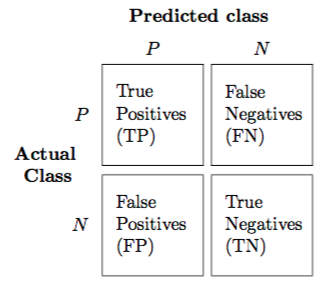 Predicted class
P N
P
True
Positives
(TP)
False
Negatives
(FN)
Actual
Class
N
False
Positives
(FP)
True
Negatives
(TN)